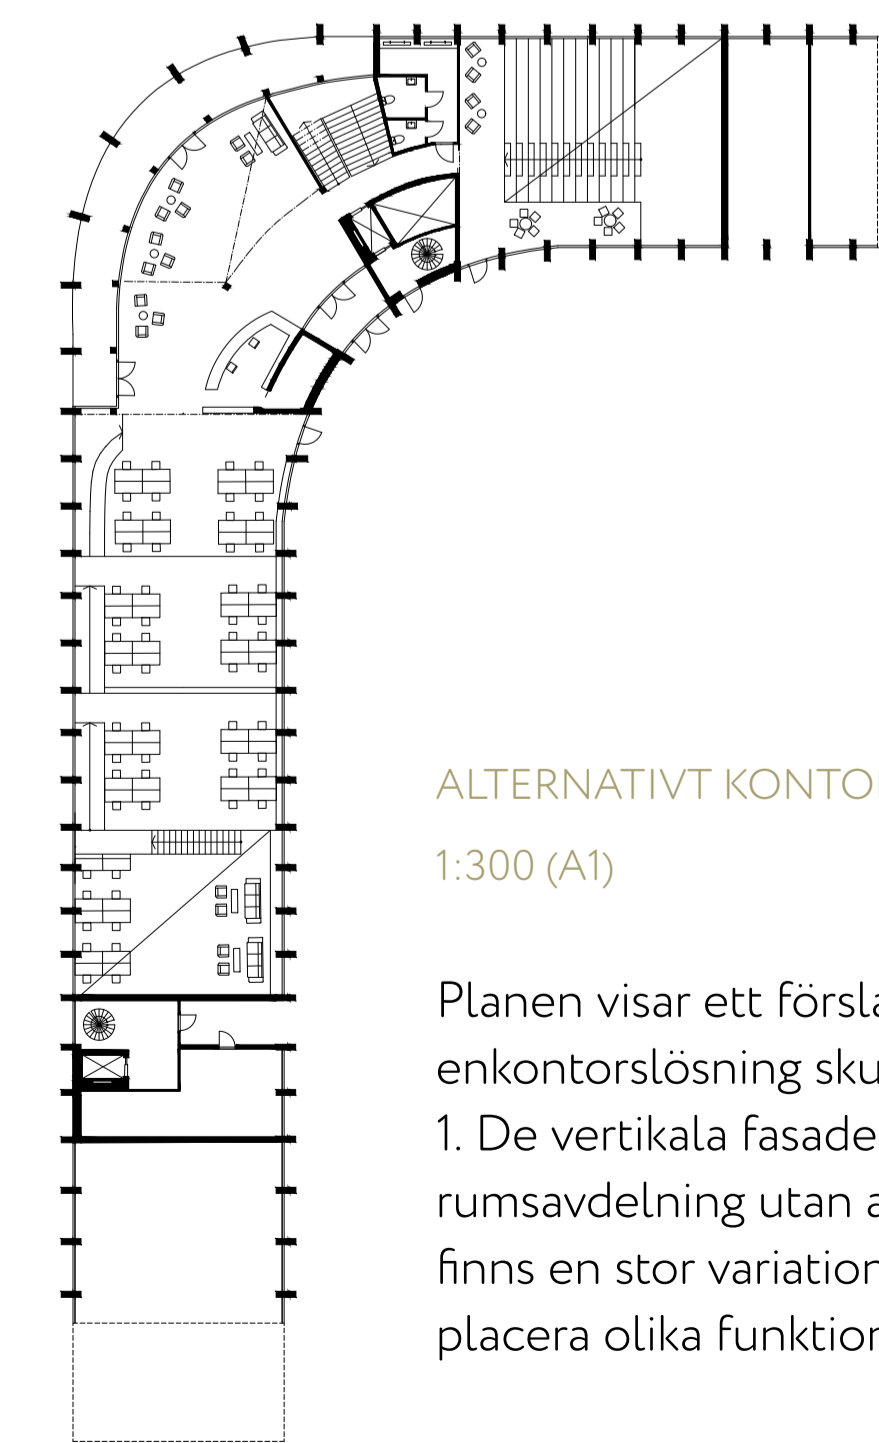 ALTERNATIVT KONTO
1:300 (A1)
Planen visar ett försla
enkontorslösning sku
1. De vertikala fasade
rumsavdelning utan a
finns en stor variation
placera olika funktion